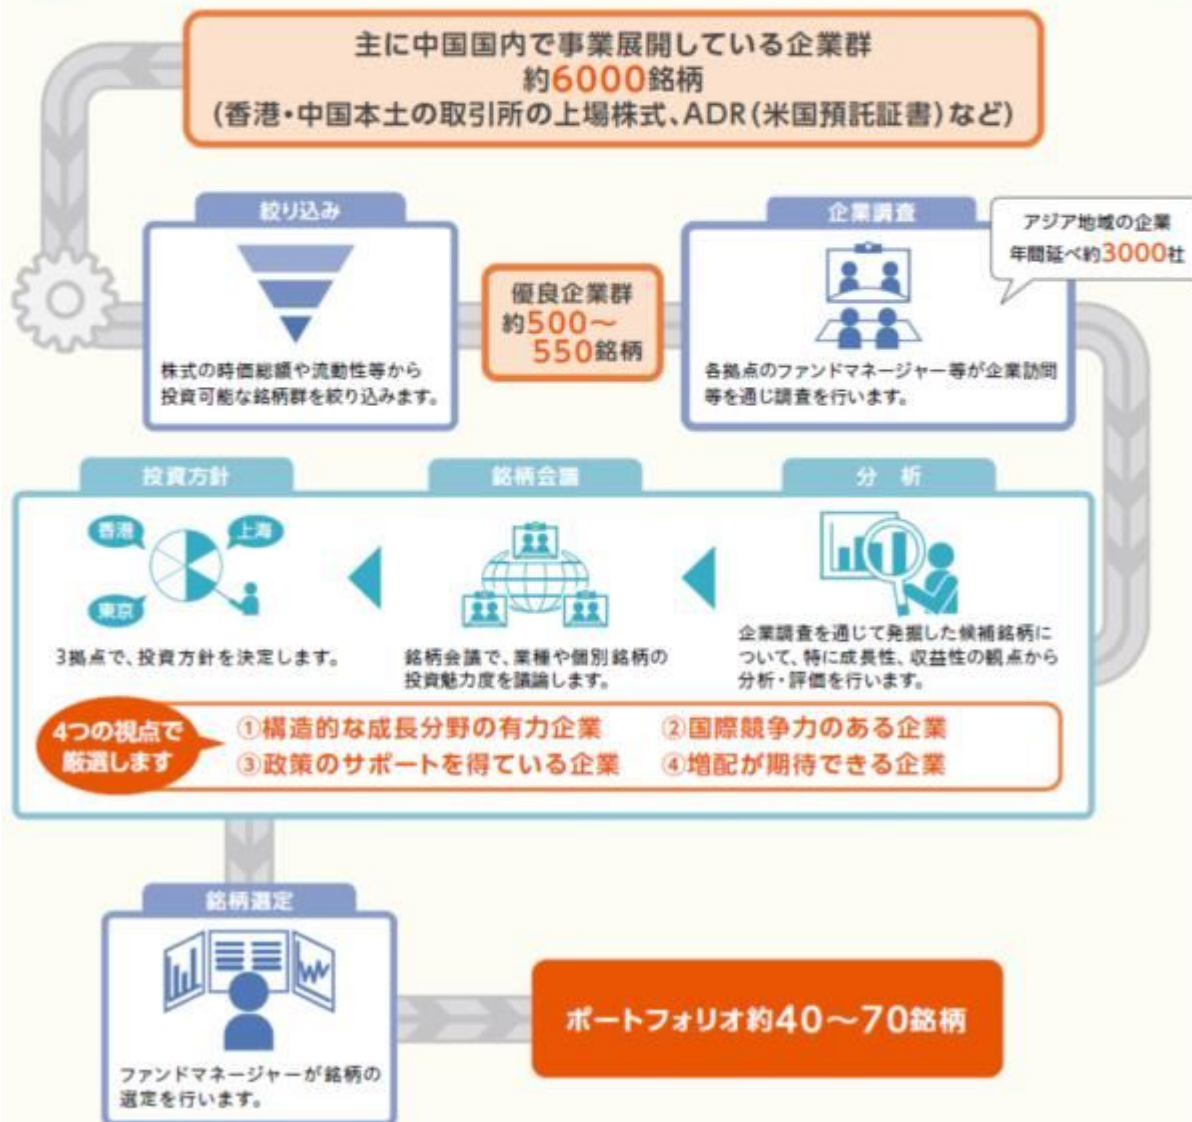 主に中国国内で事業展開している企業群
約6000銘柄
(香港・中国本土の取引所の上場株式、ADR(米国預託証書)など)
絞り込み
株式の時価総額や流動性等から
投資可能な銘柄群を絞り込みます。
優良企業群
約500～
550銘柄
企業調査
アジア地域の企業
年間延べ約3000社
各拠点のファンドマネージャー等が企業訪問
等を通じ調査を行います。
分 析
企業調査を通じて発掘した候補銘柄に
ついて、特に成長性、収益性の観点から
分析・評価を行います。
銘柄会議
銘柄会議で、業種や個別銘柄の
投資魅力度を議論します。
投資方針
香港
上海
東京
3拠点で、投資方針を決定します。
4つの視点で
厳選します
①構造的な成長分野の有力企業
②国際競争力のある企業
③政策のサポートを得ている企業
④増配が期待できる企業
銘柄選定
ファンドマネージャーが銘柄の
選定を行います。
ポートフォリオ約40～70銘柄